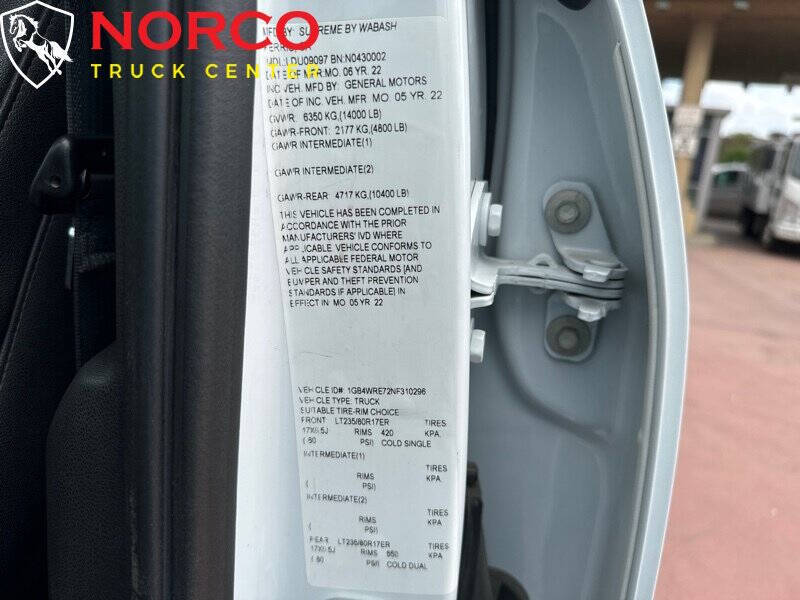 NORCO
TRUCK CENTER
MFD BY: SUPREME BY WABASH
FERRIS,
MDL: DU09097 BN:N0430002
DATE OF MFR:MO. 06 YR. 22
INC. VEH. MFD BY: GENERAL MOTORS
DATE OF INC. VEH. MFR MO 05 YR. 22
GVWR: 6350 KG,(14000 LB)
GAWR-FRONT: 2177 KG,(4800 LB)
GAWR INTERMEDIATE(1)
GAWR INTERMEDIATE(2)
GAWR-REAR: 4717 KG,(10400 LB)
THIS VEHICLE HAS BEEN COMPLETED IN
ACCORDANCE WITH THE PRIOR
MANUFACTURERS' IVD WHERE
APPLICABLE. VEHICLE CONFORMS TO
ALL APPLICABLE FEDERAL MOTOR
VEHICLE SAFETY STANDARDS [AND
BUMPER AND THEFT PREVENTION
STANDARDS IF APPLICABLE] IN
EFFECT IN MO. 05 YR. 22
VEHICLE ID#: 1GB4WRE72NF310296
VEHICLE TYPE: TRUCK
SUITABLE TIRE-RIM CHOICE
FRONT LT235/80R17ER TIRES
17X6.5J RIMS 420 KPA,
( 60 PSI) COLD SINGLE
INTERMEDIATE(1)
TIRES
RIMS KPA,
( PSI)
INTERMEDIATE(2)
TIRES
RIMS KPA,
( PSI)
REAR LT235/80R17ER TIRES
17X6.5J RIMS 550 KPA,
( 80 PSI) COLD DUAL